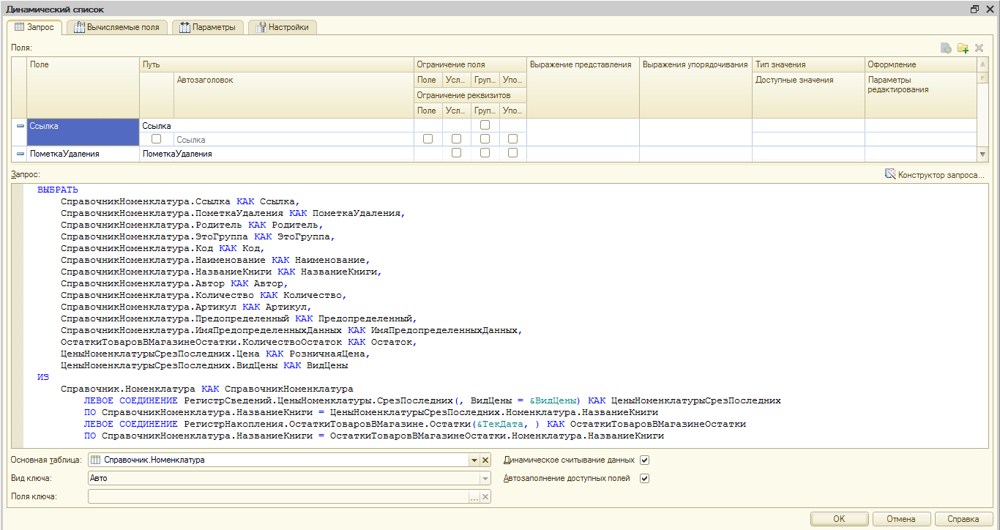 Динамический список
Запрос
Вычисляемые поля
Параметры
Настройки
Поля:
Поле
Путь
Ограничение поля
Выражение представления
Выражения упорядочивания
Тип значения
Оформление
Автозаголовок
Поле
Усл...
Груп...
Упо...
Доступные значения
Параметры
редактирования
Ограничение реквизитов
Поле
Усл...
Груп...
Упо...
Ссылка
Ссылка
Ссылка
ПометкаУдаления
ПометкаУдаления
Запрос:
Конструктор запроса...
ВЫБРАТЬ
СправочникНоменклатура.Ссылка КАК Ссылка,
СправочникНоменклатура.ПометкаУдаления КАК ПометкаУдаления,
СправочникНоменклатура.Родитель КАК Родитель,
СправочникНоменклатура.ЭтоГруппа КАК ЭтоГруппа,
СправочникНоменклатура.Код КАК Код,
СправочникНоменклатура.Наименование КАК Наименование,
СправочникНоменклатура.НазваниеКниги КАК НазваниеКниги,
СправочникНоменклатура.Автор КАК Автор,
СправочникНоменклатура.Количество КАК Количество,
СправочникНоменклатура.Артикул КАК Артикул,
СправочникНоменклатура.Предопределенный КАК Предопределенный,
СправочникНоменклатура.ИмяПредопределенныхДанных КАК ИмяПредопределенныхДанных,
ОстаткиТоваровВМагазинеОстатки.КоличествоОстаток КАК Остаток,
ЦеныНоменклатурыСрезПоследних.Цена КАК РозничнаяЦена,
ЦеныНоменклатурыСрезПоследних.ВидЦены КАК ВидЦены
ИЗ
Справочник.Номенклатура КАК СправочникНоменклатура
ЛЕВОЕ СОЕДИНЕНИЕ РегистрСведений.ЦеныНоменклатуры.СрезПоследних(, ВидЦены = &ВидЦены) КАК ЦеныНоменклатурыСрезПоследних
ПО СправочникНоменклатура.НазваниеКниги = ЦеныНоменклатурыСрезПоследних.Номенклатура.НазваниеКниги
ЛЕВОЕ СОЕДИНЕНИЕ РегистрНакопления.ОстаткиТоваровВМагазине.Остатки(&ТекДата, ) КАК ОстаткиТоваровВМагазинеОстатки
ПО СправочникНоменклатура.НазваниеКниги = ОстаткиТоваровВМагазинеОстатки.Номенклатура.НазваниеКниги
Основная таблица:
Справочник.Номенклатура
Динамическое считывание данных
Вид ключа:
Авто
Автозаполнение доступных полей
Поля ключа:
...
ОК
Отмена
Справка